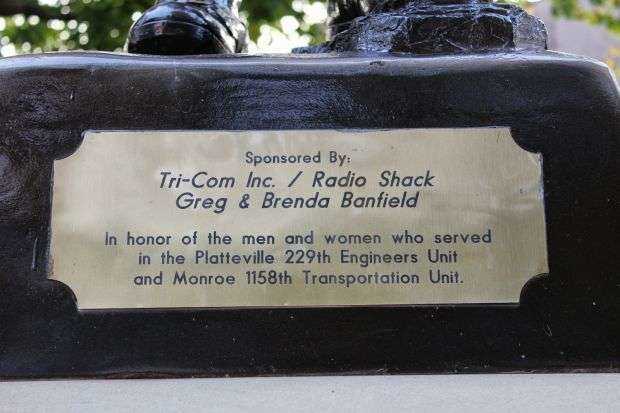 Sponsored By:
Tri-Com Inc. / Radio Shack
Greg & Brenda Banfield
In honor of the men and women who served
in the Platteville 229th Engineers Unit
and Monroe 1158th Transportation Unit.